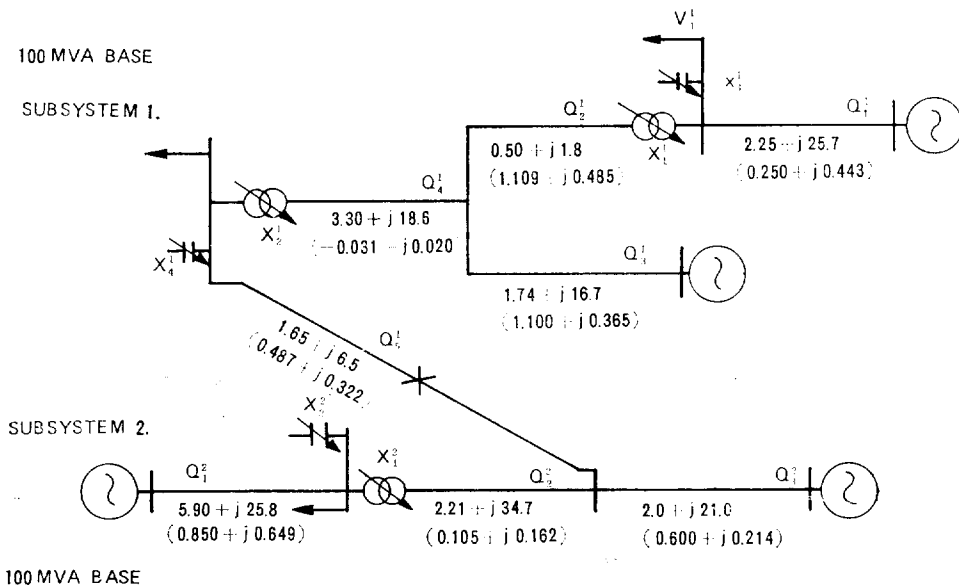 V₁¹
100 MVA BASE
X₃¹
SUBSYSTEM 1.
Q₂¹
Q₁¹
0.50 + j 1.8
X₁¹
2.25 + j 25.7
(1.109 + j 0.485)
(0.250 + j 0.443)
Q₄¹
3.30 + j 18.6
X₂¹
(-0.031 - j 0.020)
Q₃¹
X₄¹
1.74 + j 16.7
(1.100 + j 0.365)
1.65 + j 6.5
(0.487 + j 0.322)
SUBSYSTEM 2.
X₁²
Q₁²
Q₂²
5.90 + j 25.8
2.21 + j 34.7
2.0 + j 21.0
(0.850 + j 0.649)
(0.105 + j 0.162)
(0.600 + j 0.214)
100 MVA BASE